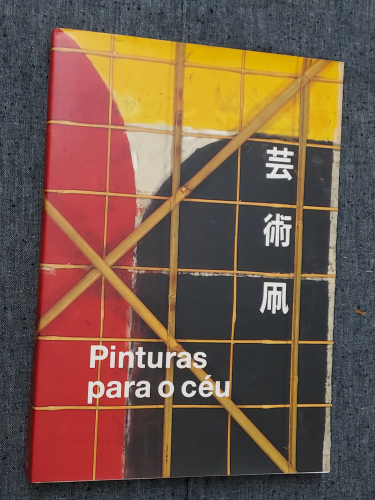 芸術凧
Pinturas
para o céu